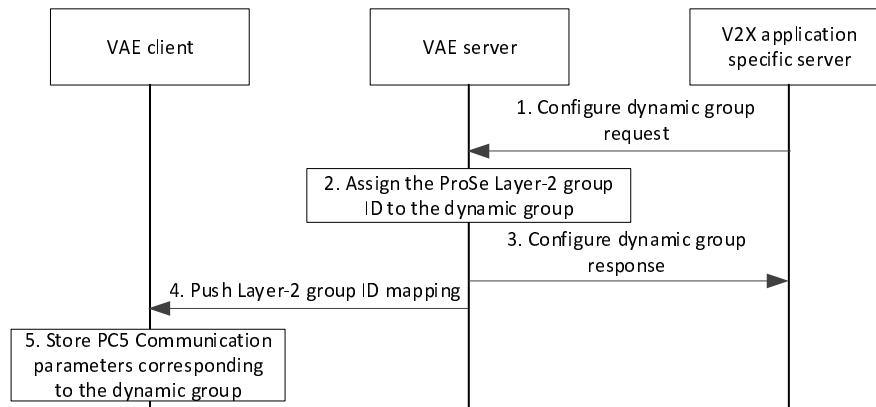 VAE client
VAE server
V2X application
specific server
1. Configure dynamic group
request
2. Assign the ProSe Layer-2 group
ID to the dynamic group
3. Configure dynamic group
response
4. Push Layer-2 group ID mapping
5. Store PC5 Communication
parameters corresponding
to the dynamic group